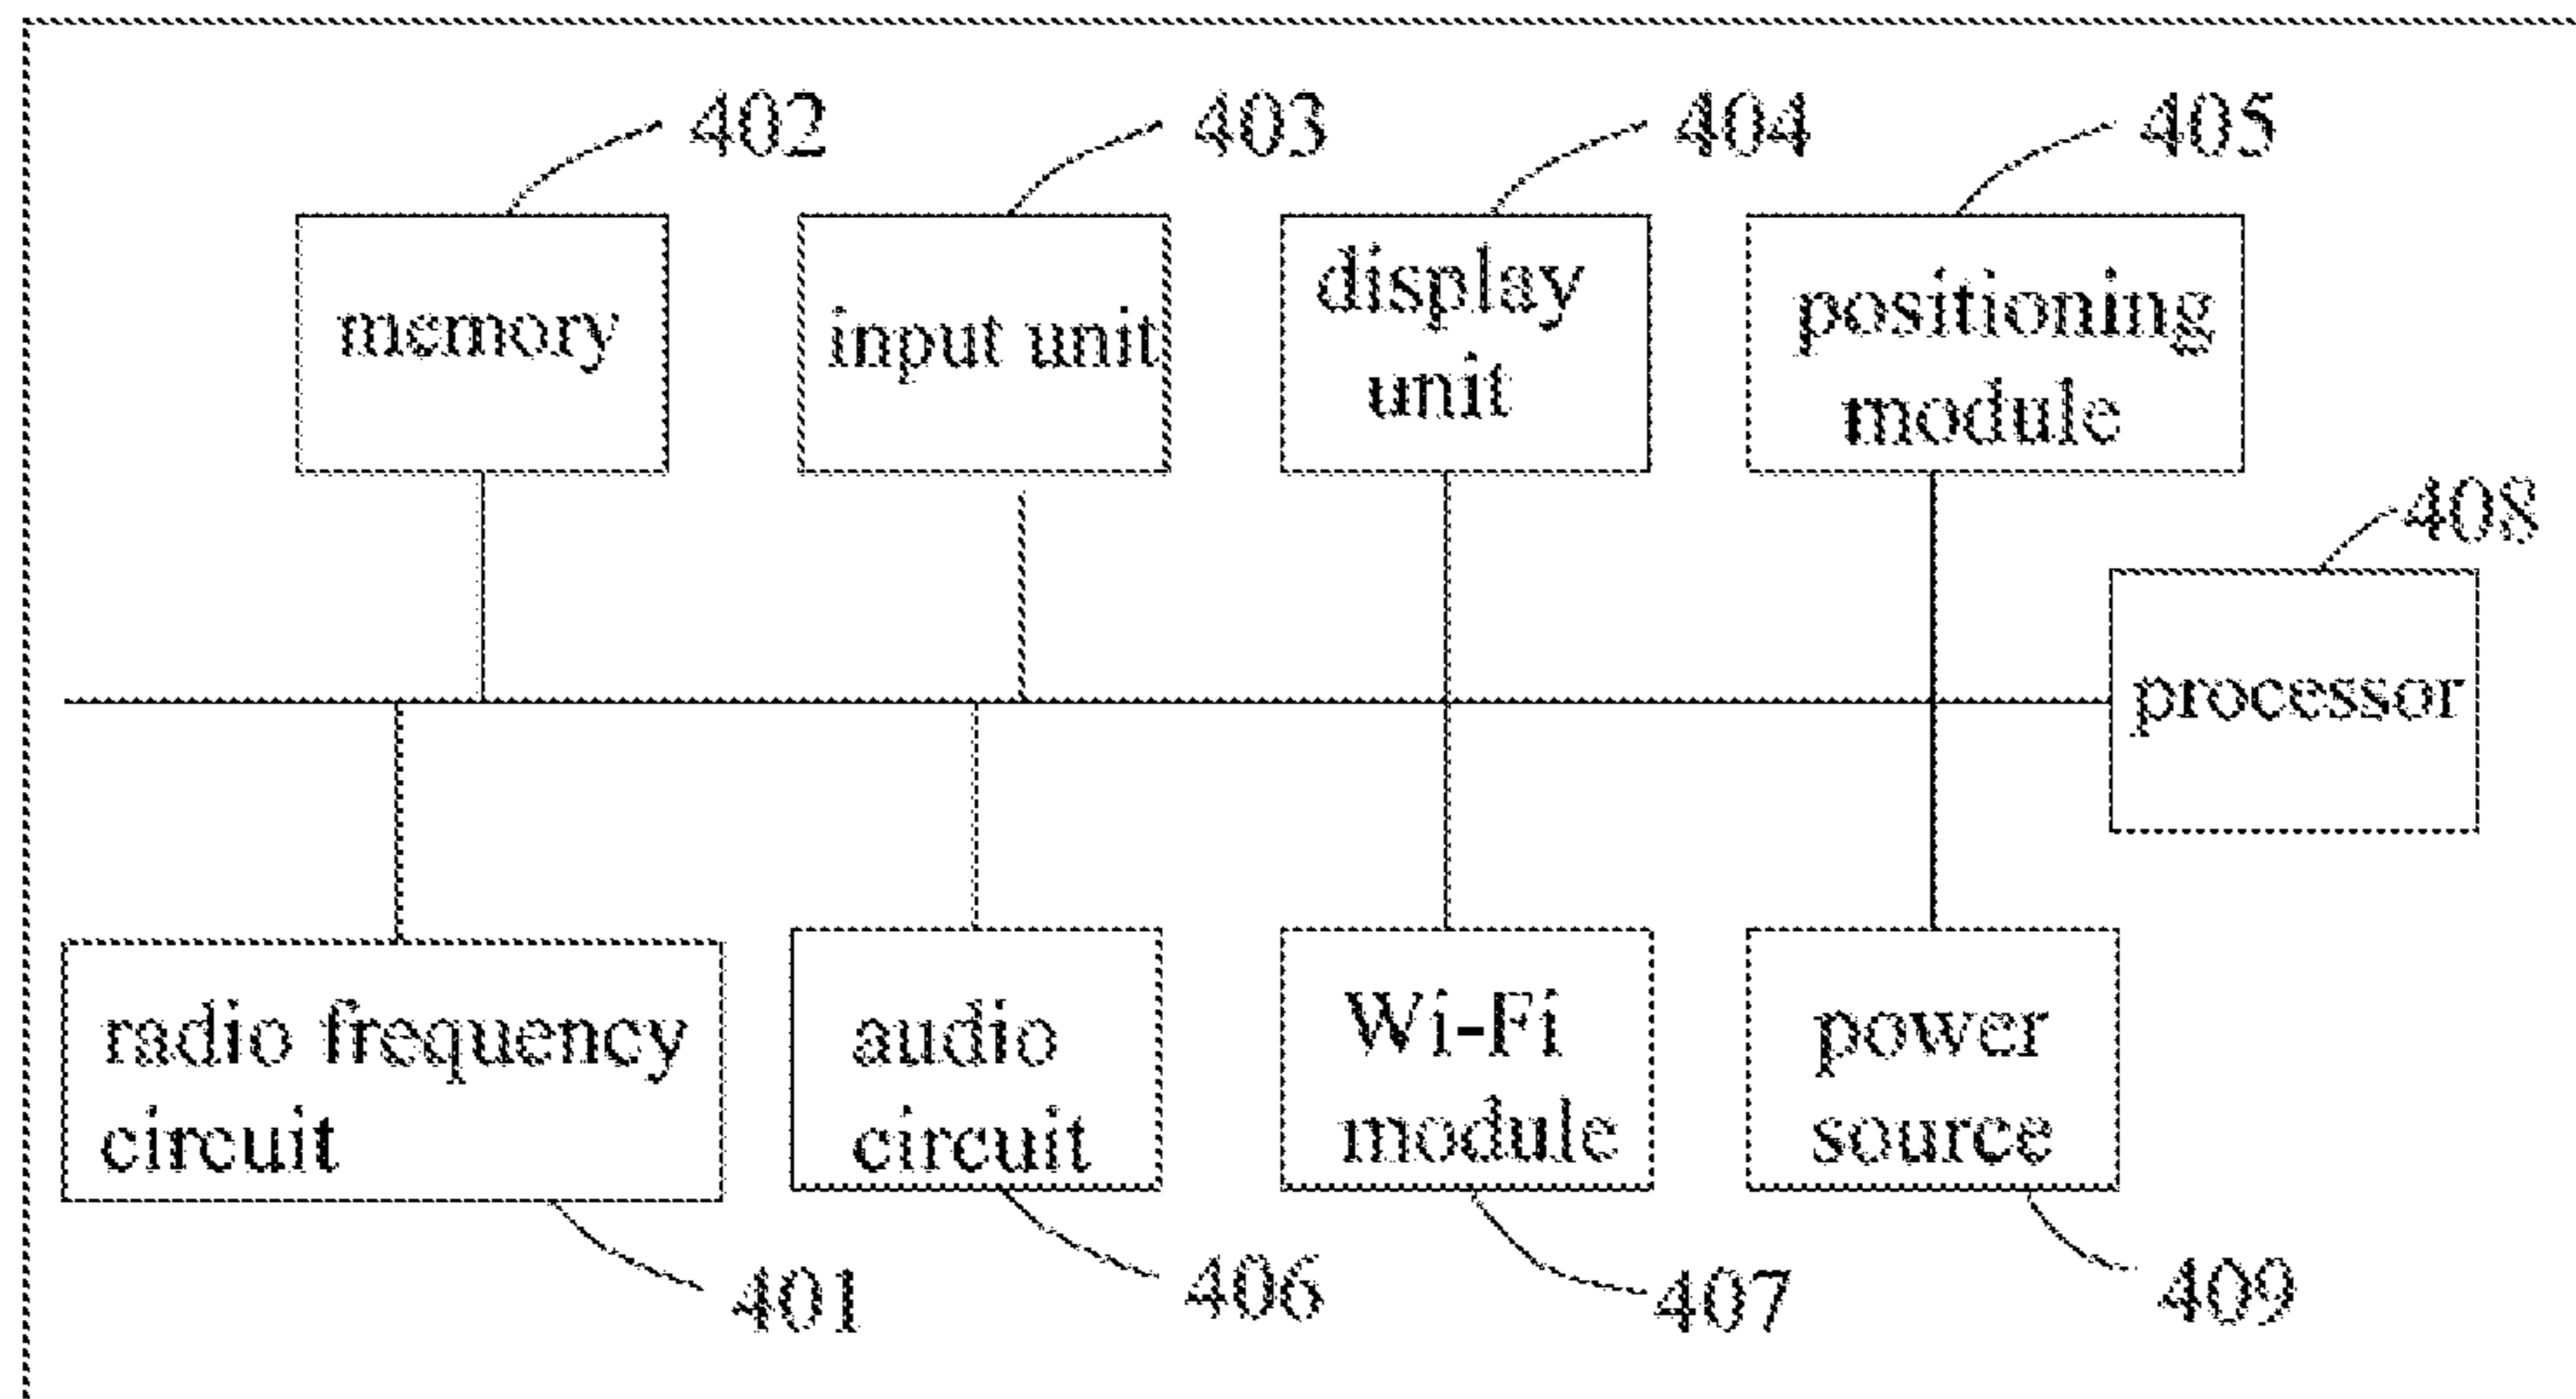 402
403
404
405
memory
input unit
display
unit
positioning
module
408
processor
radio frequency
circuit
audio
circuit
Wi-Fi
module
power
source
401
406
407
409